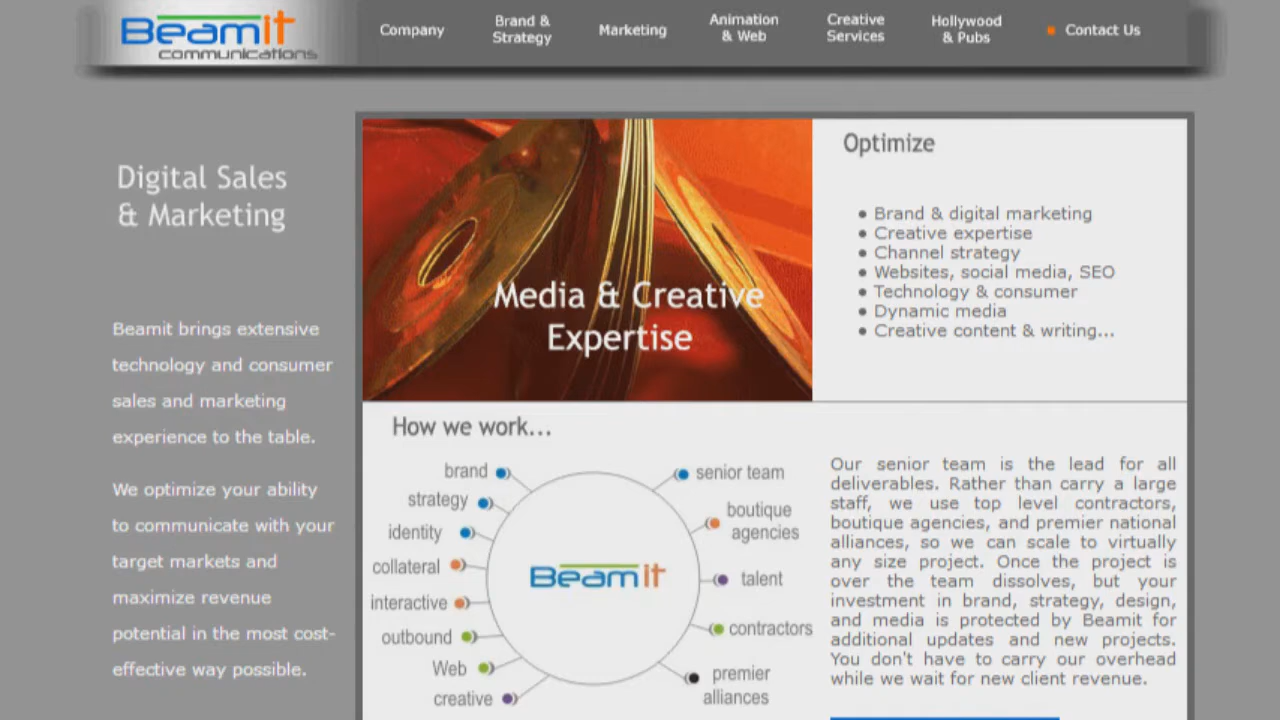 Beamit
communications
Company
Brand &
Strategy
Marketing
Animation
& Web
Creative
Services
Hollywood
& Pubs
Contact Us
Digital Sales
& Marketing
Beamit brings extensive
technology and consumer
sales and marketing
experience to the table.
We optimize your ability
to communicate with your
target markets and
maximize revenue
potential in the most cost-
effective way possible.
Media & Creative
Expertise
Optimize
• Brand & digital marketing
• Creative expertise
• Channel strategy
• Websites, social media, SEO
• Technology & consumer
• Dynamic media
• Creative content & writing...
How we work...
brand
strategy
identity
collateral
interactive
outbound
Web
creative
Beamit
senior team
boutique
agencies
talent
contractors
premier
alliances
Our senior team is the lead for all
deliverables. Rather than carry a large
staff, we use top level contractors,
boutique agencies, and premier national
alliances, so we can scale to virtually
any size project. Once the project is
over the team dissolves, but your
investment in brand, strategy, design,
and media is protected by Beamit for
additional updates and new projects.
You don't have to carry our overhead
while we wait for new client revenue.